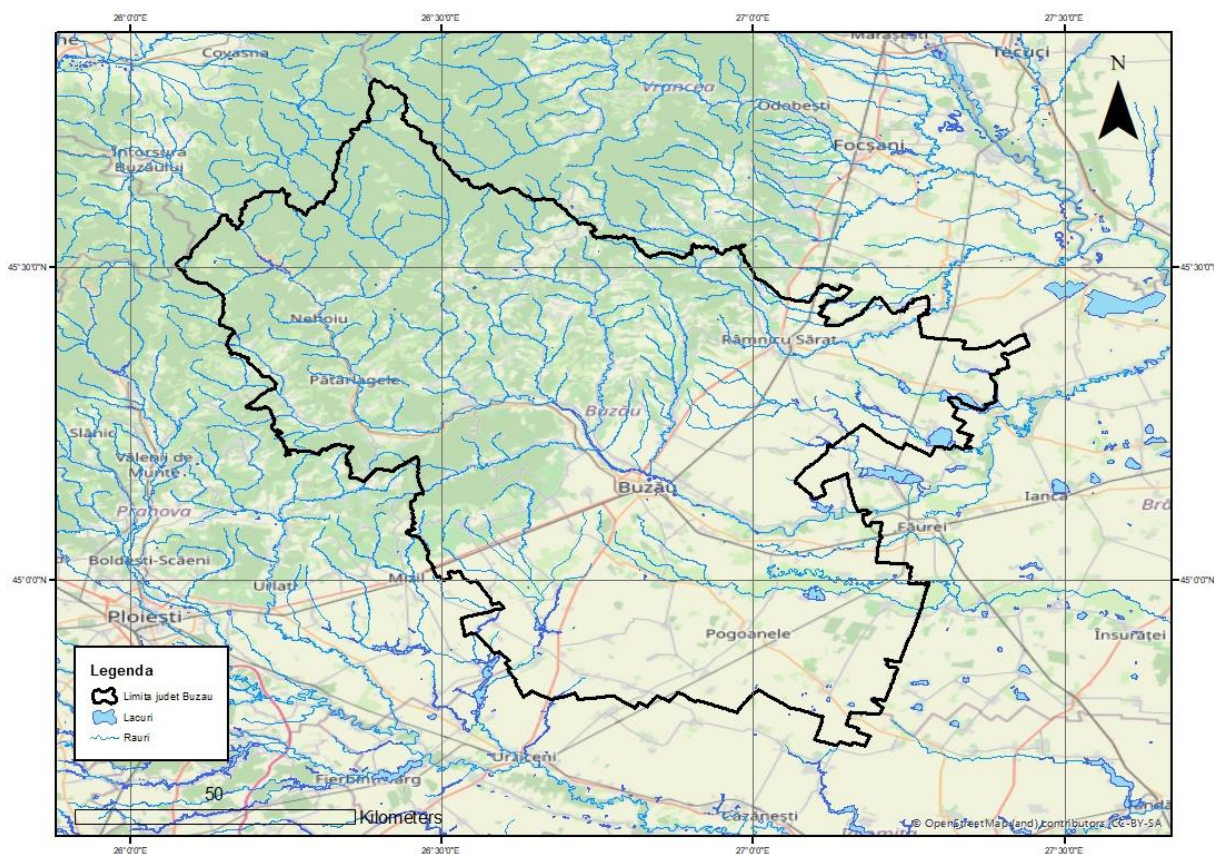 26°0'0"E 26°30'0"E 27°0'0"E 27°30'0"E
he
Covasna
Mărășești
Tecuci
N
Vrancea
Odobești
Focșani
Întorsura
Buzăului
45°30'0"N 45°30'0"N
Nehoiu
Râmnicu Sărat
Pătârlagele
Buzău
Slănic
Vălenii de
Munte
Buzău
Ianca
Prahova
Bră
Făurei
Boldești-Scăeni
45°0'0"N 45°0'0"N
Urlați
Mizil
Ploiești
Pogoanele
Însurăței
Legenda
Limita judet Buzau
Lacuri
Rauri
Urziceni
Fierbinți-Târg
50
Kilometers
Căzănești
© OpenStreetMap (and) contributors, CC-BY-SA
26°0'0"E 26°30'0"E 27°0'0"E 27°30'0"E